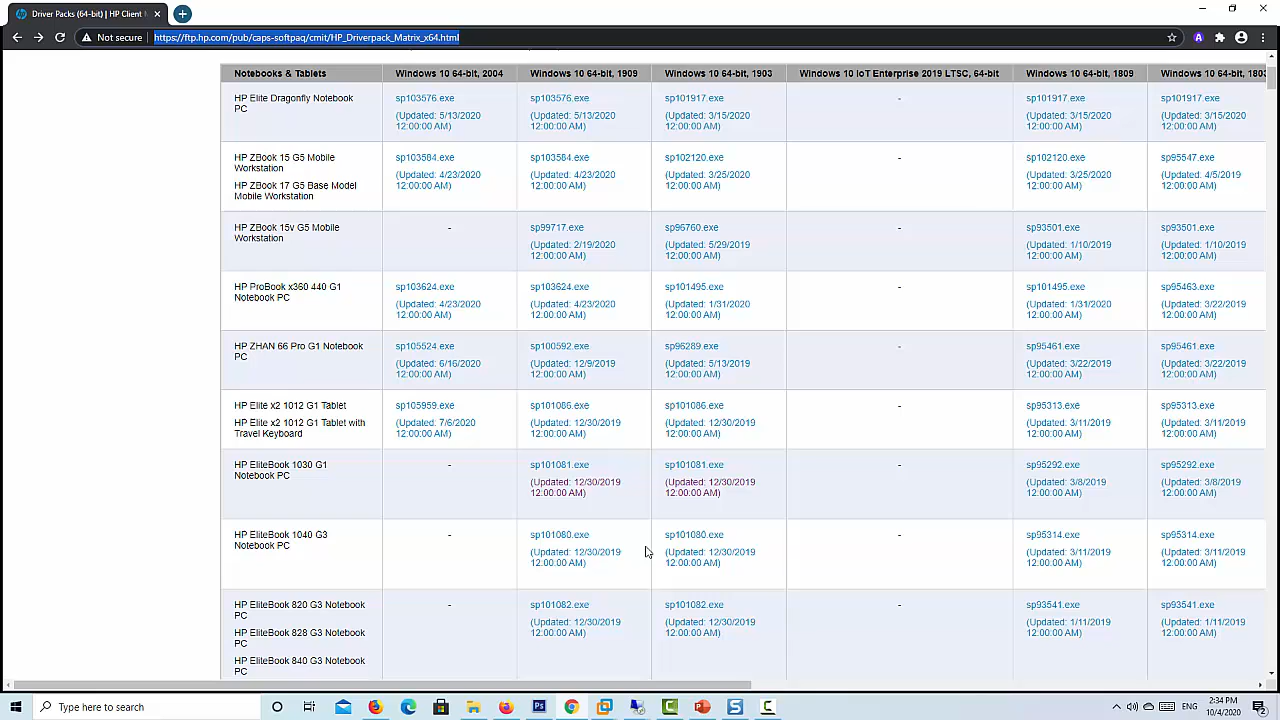 Driver Packs (64-bit) | HP Client
Not secure
https://ftp.hp.com/pub/caps-softpaq/cmit/HP_Driverpack_Matrix_x64.html
Notebooks & Tablets Windows 10 64-bit, 2004 Windows 10 64-bit, 1909 Windows 10 64-bit, 1903 Windows 10 IoT Enterprise 2019 LTSC, 64-bit Windows 10 64-bit, 1809 Windows 10 64-bit, 1803
HP Elite Dragonfly Notebook sp103576.exe sp103576.exe sp101917.exe - sp101917.exe sp101917.exe
PC (Updated: 5/13/2020 (Updated: 5/13/2020 (Updated: 3/15/2020 (Updated: 3/15/2020 (Updated: 3/15/2020
12:00:00 AM) 12:00:00 AM) 12:00:00 AM) 12:00:00 AM) 12:00:00 AM)
HP ZBook 15 G5 Mobile sp103584.exe sp103584.exe sp102120.exe - sp102120.exe sp95547.exe
Workstation (Updated: 4/23/2020 (Updated: 4/23/2020 (Updated: 3/25/2020 (Updated: 3/25/2020 (Updated: 4/5/2019
HP ZBook 17 G5 Base Model 12:00:00 AM) 12:00:00 AM) 12:00:00 AM) 12:00:00 AM) 12:00:00 AM)
Mobile Workstation
HP ZBook 15v G5 Mobile - sp99717.exe sp96760.exe - sp93501.exe sp93501.exe
Workstation (Updated: 2/19/2020 (Updated: 5/29/2019 (Updated: 1/10/2019 (Updated: 1/10/2019
12:00:00 AM) 12:00:00 AM) 12:00:00 AM) 12:00:00 AM)
HP ProBook x360 440 G1 sp103624.exe sp103624.exe sp101495.exe - sp101495.exe sp95463.exe
Notebook PC (Updated: 4/23/2020 (Updated: 4/23/2020 (Updated: 1/31/2020 (Updated: 1/31/2020 (Updated: 3/22/2019
12:00:00 AM) 12:00:00 AM) 12:00:00 AM) 12:00:00 AM) 12:00:00 AM)
HP ZHAN 66 Pro G1 Notebook sp105524.exe sp100592.exe sp96289.exe - sp95461.exe sp95461.exe
PC (Updated: 6/16/2020 (Updated: 12/9/2019 (Updated: 5/13/2019 (Updated: 3/22/2019 (Updated: 3/22/2019
12:00:00 AM) 12:00:00 AM) 12:00:00 AM) 12:00:00 AM) 12:00:00 AM)
HP Elite x2 1012 G1 Tablet sp105959.exe sp101086.exe sp101086.exe - sp95313.exe sp95313.exe
HP Elite x2 1012 G1 Tablet with (Updated: 7/6/2020 (Updated: 12/30/2019 (Updated: 12/30/2019 (Updated: 3/11/2019 (Updated: 3/11/2019
Travel Keyboard 12:00:00 AM) 12:00:00 AM) 12:00:00 AM) 12:00:00 AM) 12:00:00 AM)
HP EliteBook 1030 G1 - sp101081.exe sp101081.exe - sp95292.exe sp95292.exe
Notebook PC (Updated: 12/30/2019 (Updated: 12/30/2019 (Updated: 3/8/2019 (Updated: 3/8/2019
12:00:00 AM) 12:00:00 AM) 12:00:00 AM) 12:00:00 AM)
HP EliteBook 1040 G3 - sp101080.exe sp101080.exe - sp95314.exe sp95314.exe
Notebook PC (Updated: 12/30/2019 (Updated: 12/30/2019 (Updated: 3/11/2019 (Updated: 3/11/2019
12:00:00 AM) 12:00:00 AM) 12:00:00 AM) 12:00:00 AM)
HP EliteBook 820 G3 Notebook - sp101082.exe sp101082.exe - sp93541.exe sp93541.exe
PC (Updated: 12/30/2019 (Updated: 12/30/2019 (Updated: 1/11/2019 (Updated: 1/11/2019
HP EliteBook 828 G3 Notebook 12:00:00 AM) 12:00:00 AM) 12:00:00 AM) 12:00:00 AM)
PC
HP EliteBook 840 G3 Notebook
PC
Type here to search
ENG
2:34 PM
10/4/2020